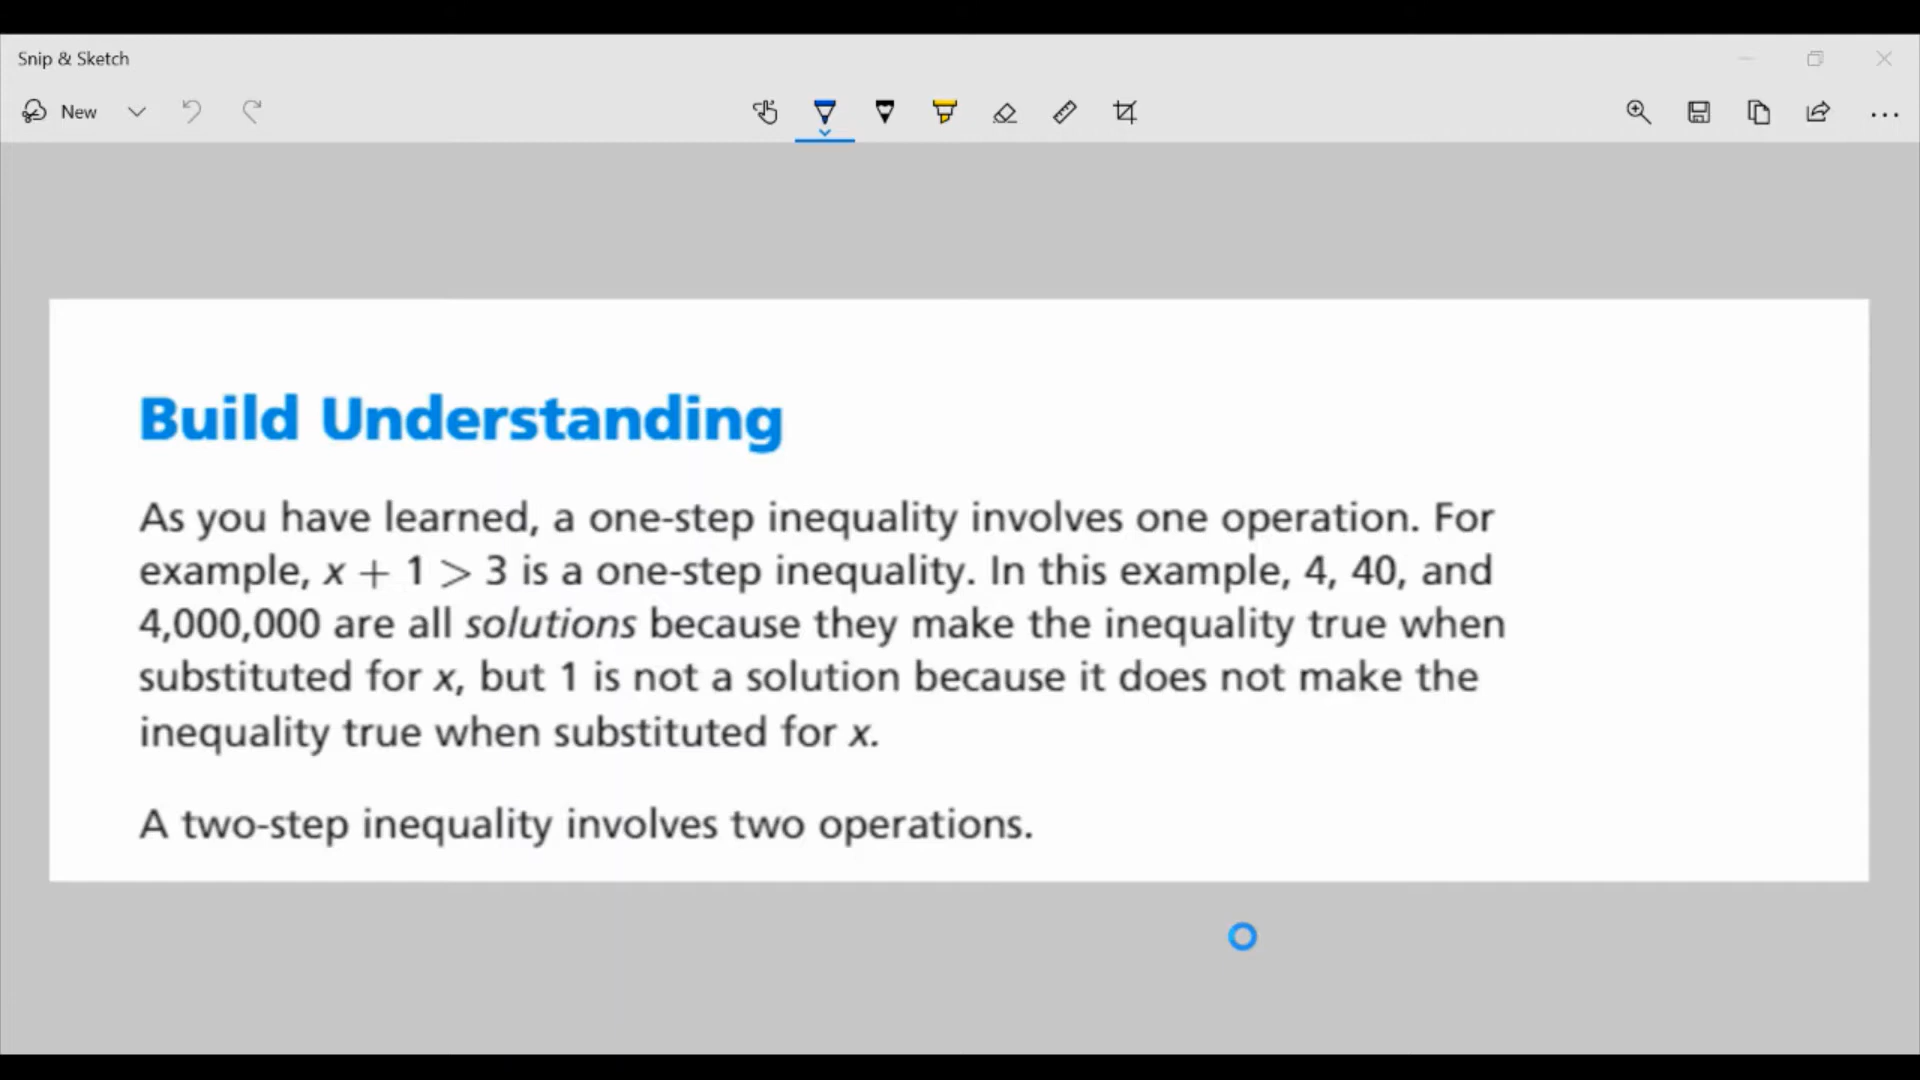 Snip & Sketch
New
Build Understanding
As you have learned, a one-step inequality involves one operation. For
example, x + 1 > 3 is a one-step inequality. In this example, 4, 40, and
4,000,000 are all solutions because they make the inequality true when
substituted for x, but 1 is not a solution because it does not make the
inequality true when substituted for x.
A two-step inequality involves two operations.